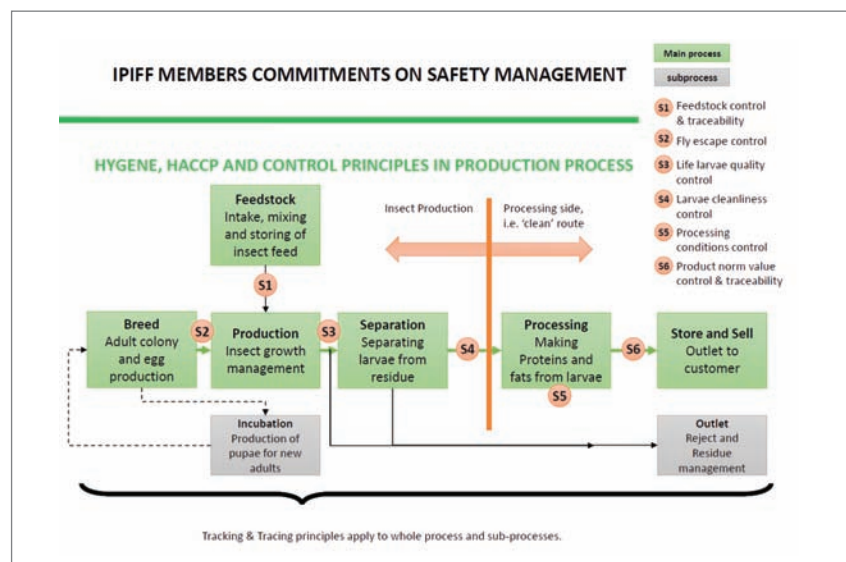 IPIFF MEMBERS COMMITMENTS ON SAFETY MANAGEMENT
Main process
subprocess
S1 Feedstock control
& traceability
S2 Fly escape control
S3 Life larvae quality
control
S4 Larvae cleanliness
control
S5 Processing
conditions control
S6 Product norm value
control & traceability
HYGENE, HACCP AND CONTROL PRINCIPLES IN PRODUCTION PROCESS
Feedstock
Intake, mixing
and storing of
insect feed
Insect Production
Processing side,
i.e. 'clean' route
S1
Breed
Adult colony
and egg
production
S2
Production
Insect growth
management
S3
Separation
Separating
larvae from
residue
S4
Processing
Making
Proteins and
fats from larvae
S5
S6
Store and Sell
Outlet to
customer
Incubation
Production of
pupae for new
adults
Outlet
Reject and
Residue
management
Tracking & Tracing principles apply to whole process and sub-processes.